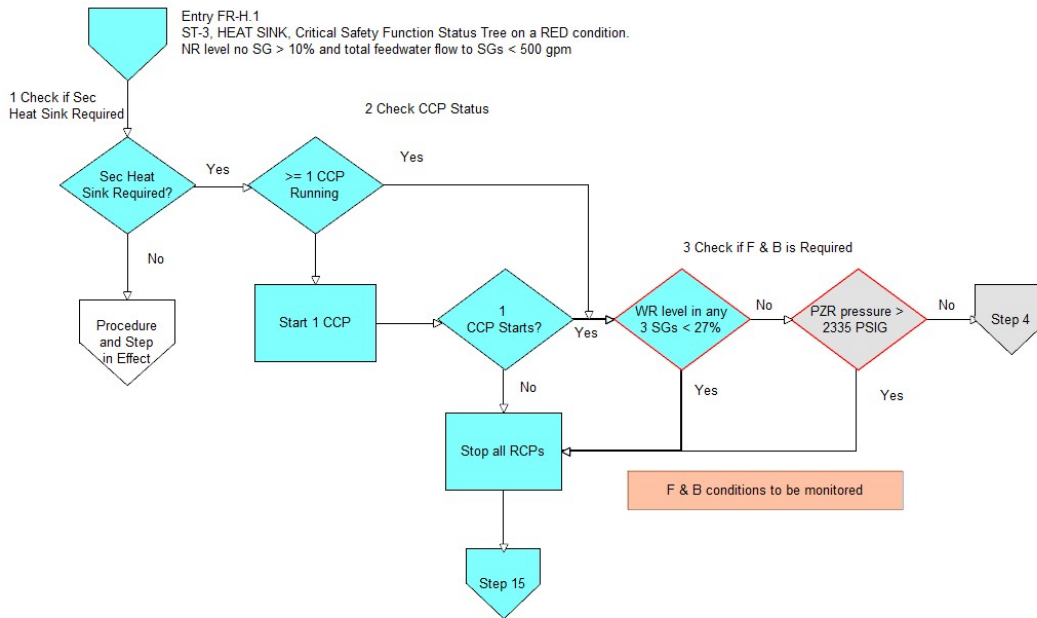 Entry FR-H.1
ST-3, HEAT SINK, Critical Safety Function Status Tree on a RED condition.
NR level no SG > 10% and total feedwater flow to SGs < 500 gpm
1 Check if Sec
Heat Sink Required
2 Check CCP Status
Sec Heat
Sink Required?
Yes
>= 1 CCP
Running
Yes
No
3 Check if F & B is Required
Procedure
and Step
in Effect
Start 1 CCP
1
CCP Starts?
Yes
WR level in any
3 SGs < 27%
No
PZR pressure >
2335 PSIG
No
Step 4
No
Yes
Yes
Stop all RCPs
F & B conditions to be monitored
Step 15